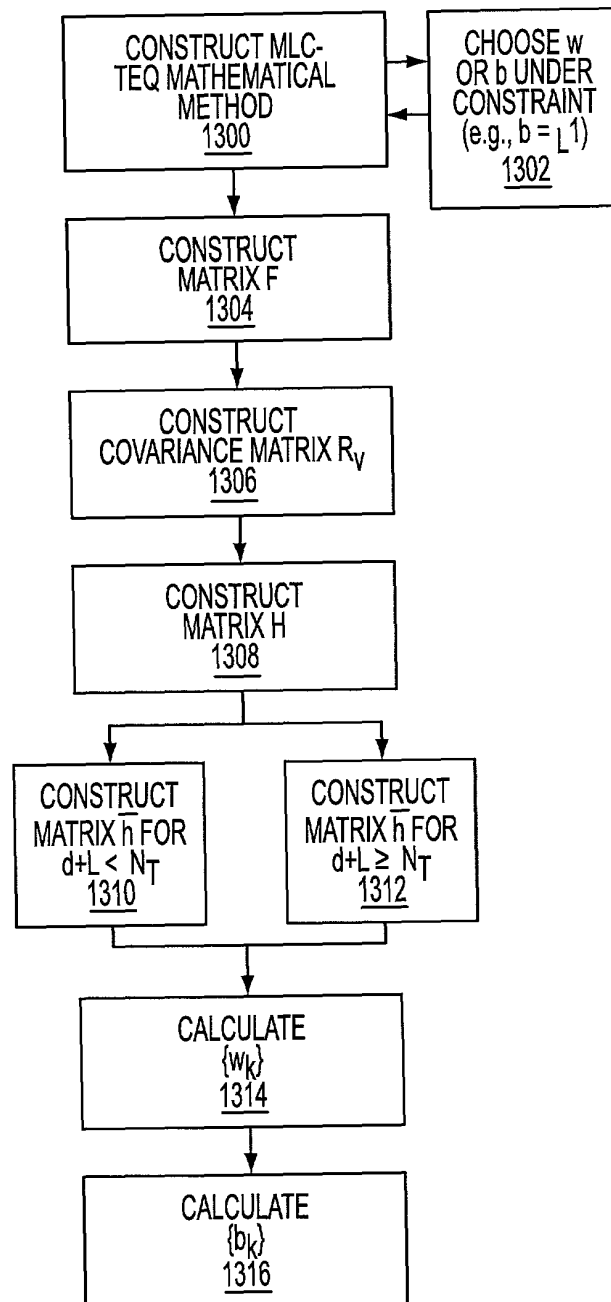 CONSTRUCT MLC-
TEQ MATHEMATICAL
METHOD
1300
CHOOSE w
OR b UNDER
CONSTRAINT
(e.g., b = L1)
1302
CONSTRUCT
MATRIX F
1304
CONSTRUCT
COVARIANCE MATRIX Rv
1306
CONSTRUCT
MATRIX H
1308
CONSTRUCT
MATRIX h̅ FOR
d+L < NT
1310
CONSTRUCT
MATRIX h̅ FOR
d+L ≥ NT
1312
CALCULATE
{wk}
1314
CALCULATE
{bk}
1316